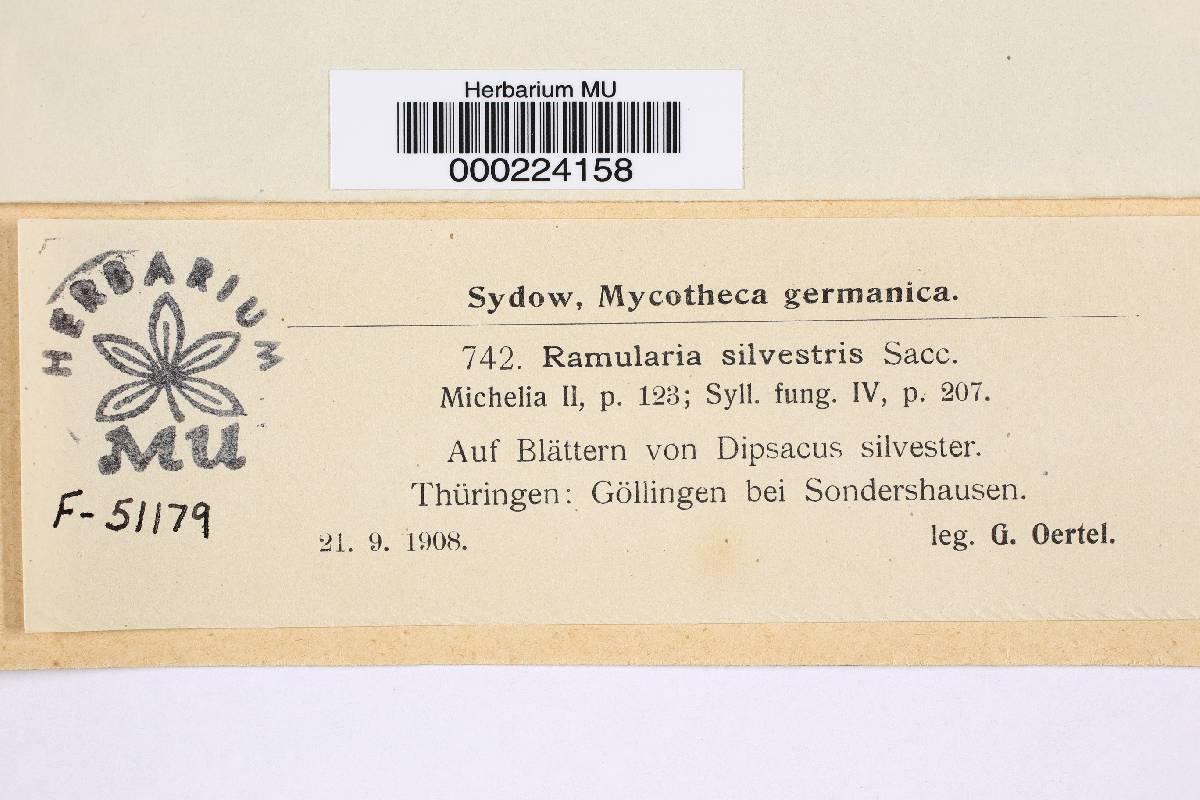 Herbarium MU
000224158
HERBARIUM
MU
F-51179
Sydow, Mycotheca germanica.
742. Ramularia silvestris Sacc.
Michelia II, p. 123; Syll. fung. IV, p. 207.
Auf Blättern von Dipsacus silvester.
Thüringen: Göllingen bei Sondershausen.
21. 9. 1908.
leg. G. Oertel.